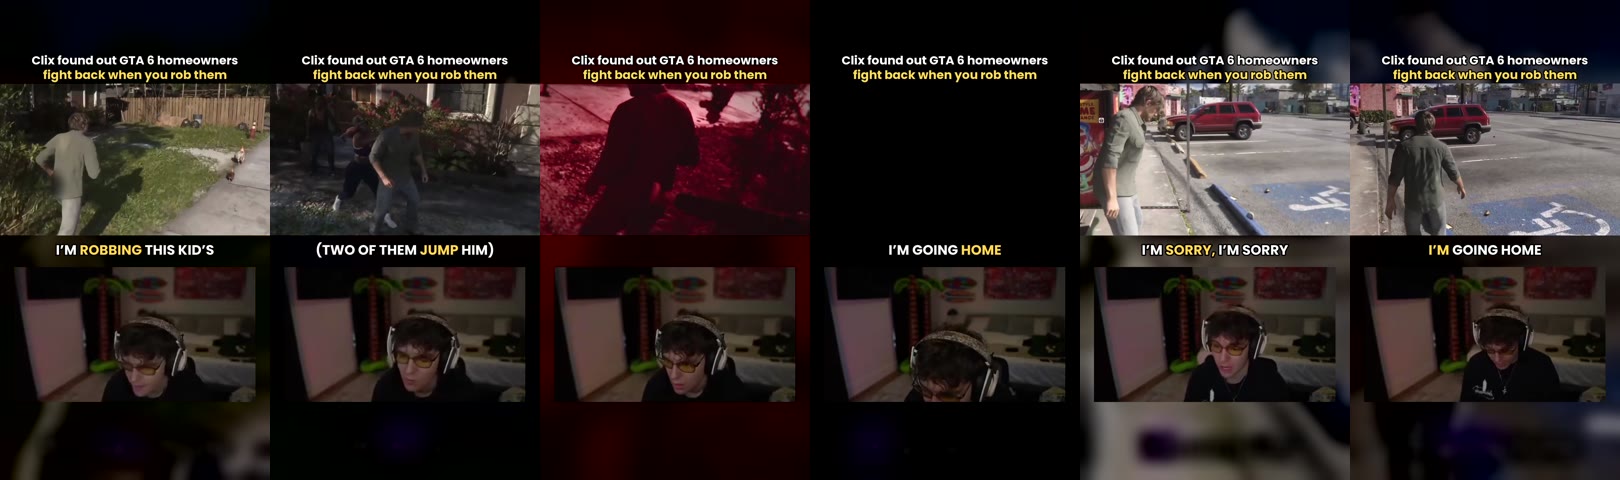 Clix found out GTA 6 homeowners
fight back when you rob them
I'M ROBBING THIS KID'S
Clix found out GTA 6 homeowners
fight back when you rob them
(TWO OF THEM JUMP HIM)
Clix found out GTA 6 homeowners
fight back when you rob them
Clix found out GTA 6 homeowners
fight back when you rob them
I'M GOING HOME
Clix found out GTA 6 homeowners
fight back when you rob them
I'M SORRY, I'M SORRY
Clix found out GTA 6 homeowners
fight back when you rob them
I'M GOING HOME